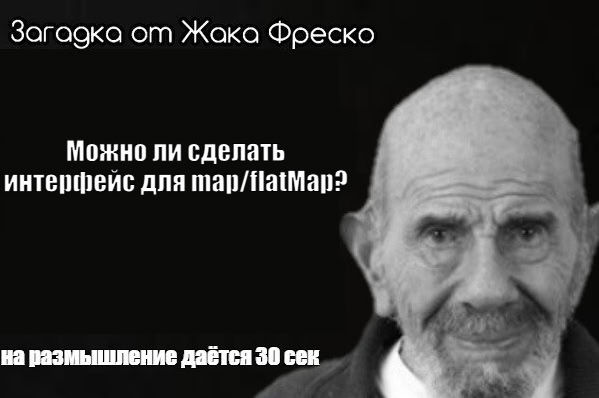 Загадка от Жака Фреско
Можно ли сделать
интерфейс для map/flatMap?
на размышление даётся 30 сек